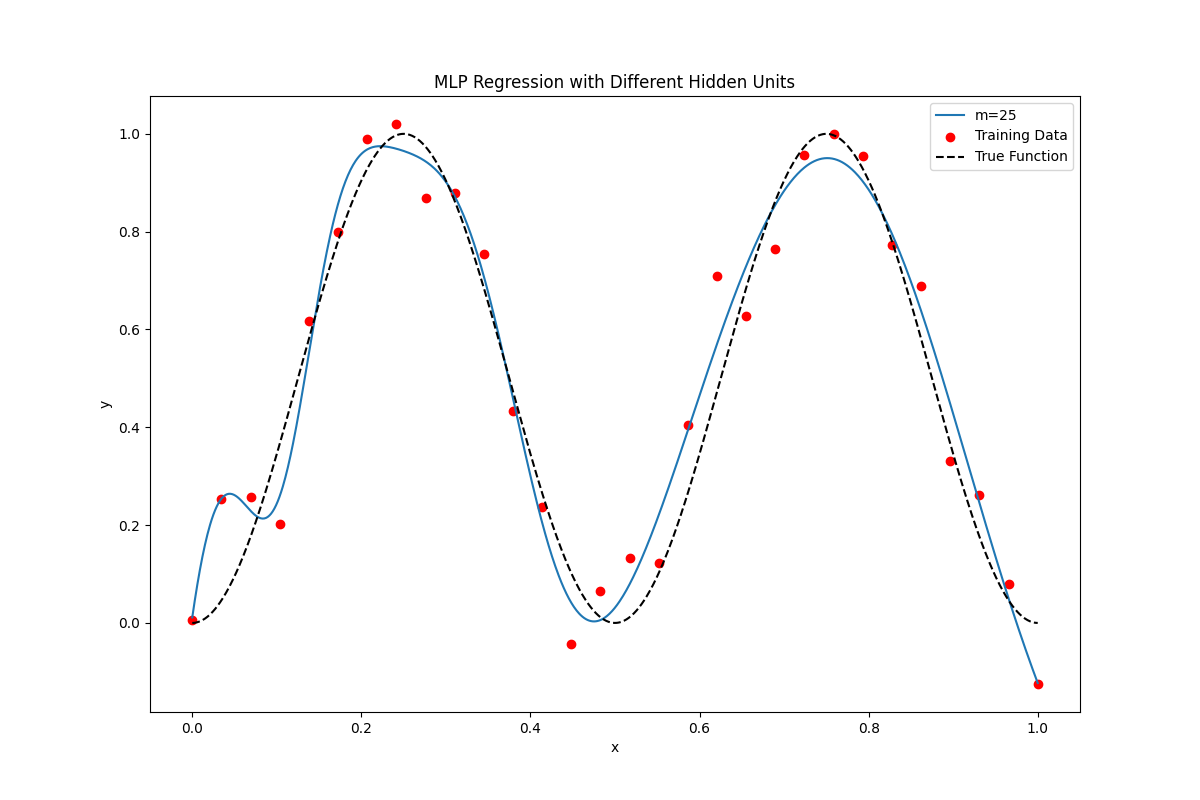 MLP Regression with Different Hidden Units
m=25
Training Data
True Function
1.0
0.8
0.6
0.4
0.2
0.0
y
0.0 0.2 0.4 0.6 0.8 1.0
x